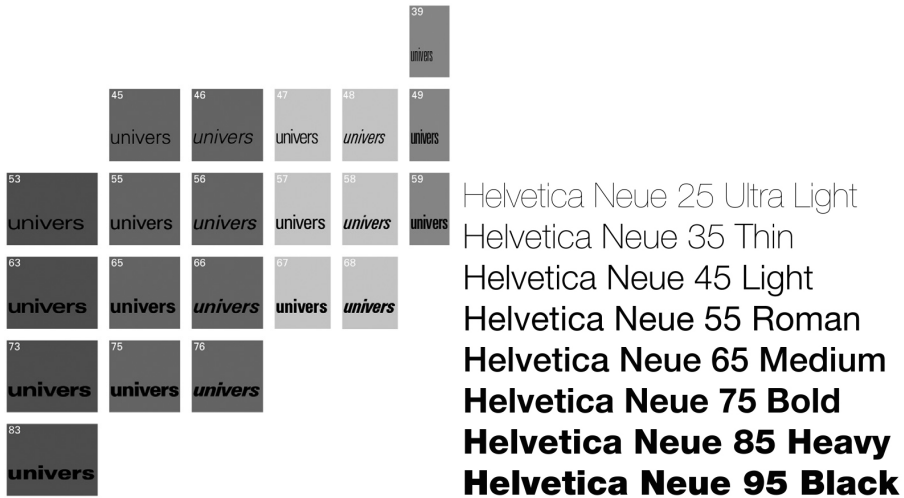 39
univers
45
univers
46
univers
47
univers
48
univers
49
univers
53
univers
55
univers
56
univers
57
univers
58
univers
59
univers
63
univers
65
univers
66
univers
67
univers
68
univers
73
univers
75
univers
76
univers
83
univers
Helvetica Neue 25 Ultra Light
Helvetica Neue 35 Thin
Helvetica Neue 45 Light
Helvetica Neue 55 Roman
Helvetica Neue 65 Medium
Helvetica Neue 75 Bold
Helvetica Neue 85 Heavy
Helvetica Neue 95 Black